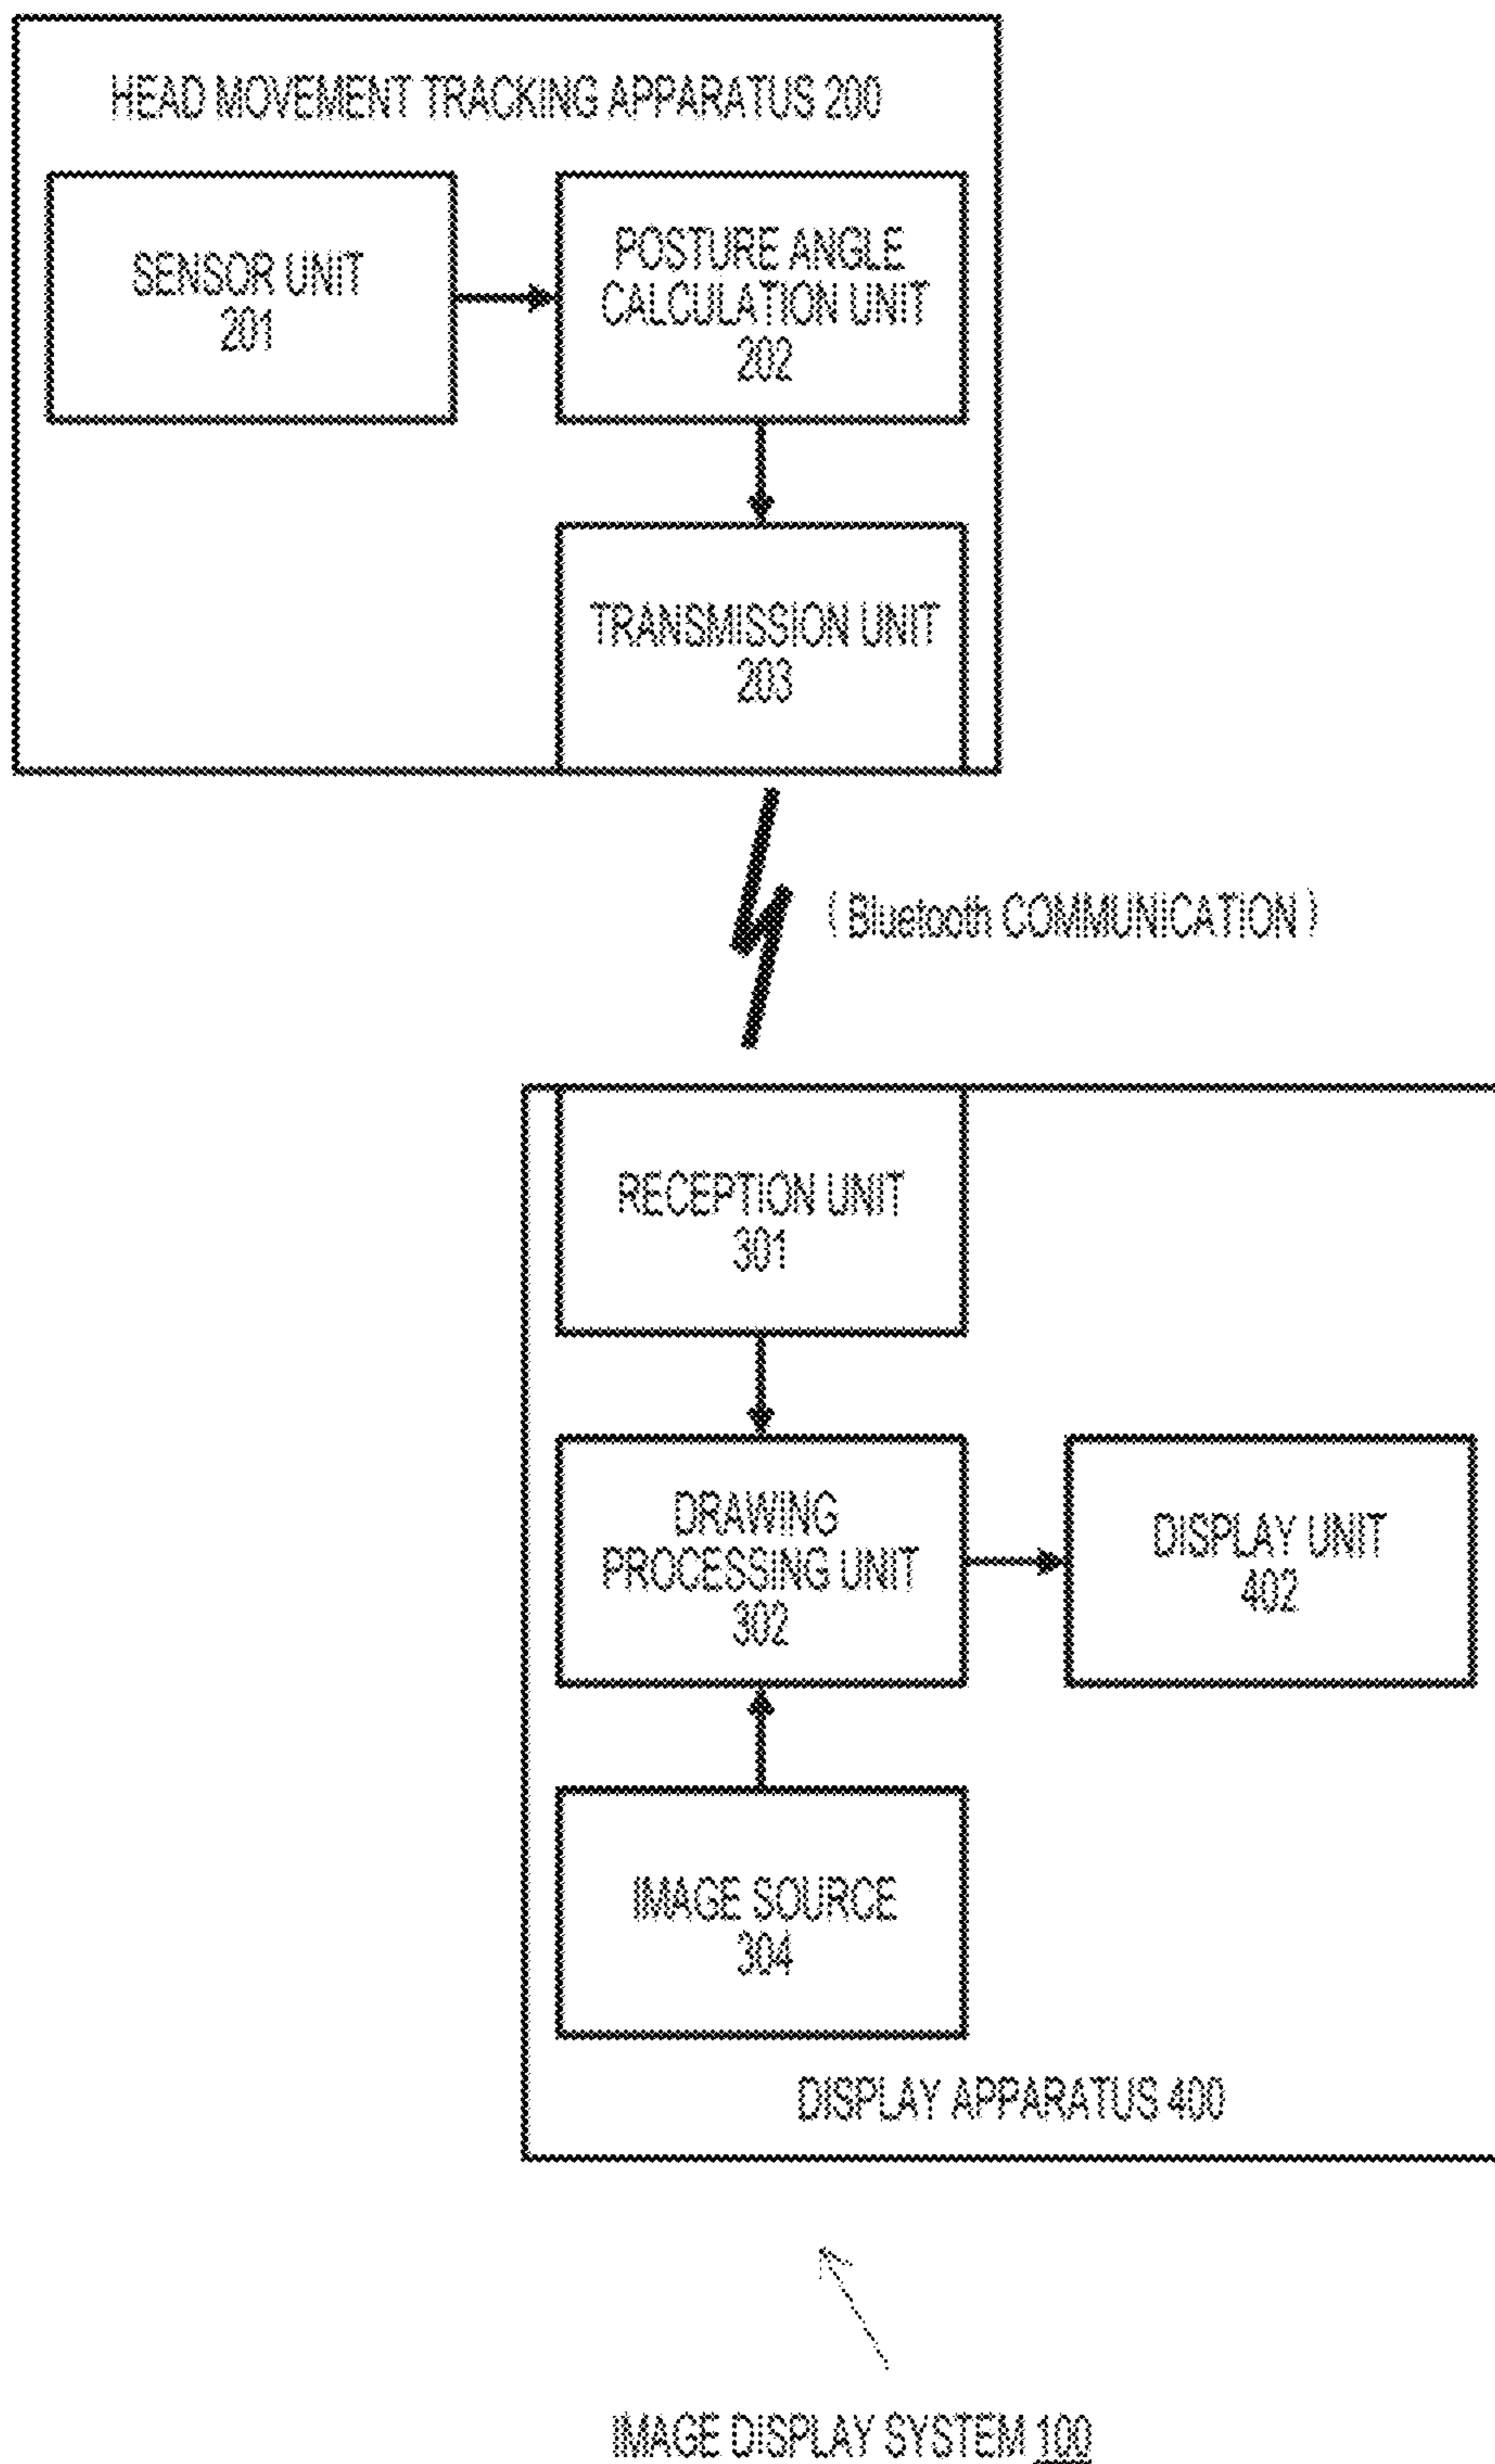 HEAD MOVEMENT TRACKING APPARATUS 200
SENSOR UNIT
201
POSTURE ANGLE
CALCULATION UNIT
202
TRANSMISSION UNIT
203
( Bluetooth COMMUNICATION )
RECEPTION UNIT
301
DRAWING
PROCESSING UNIT
302
DISPLAY UNIT
402
IMAGE SOURCE
304
DISPLAY APPARATUS 400
IMAGE DISPLAY SYSTEM 100